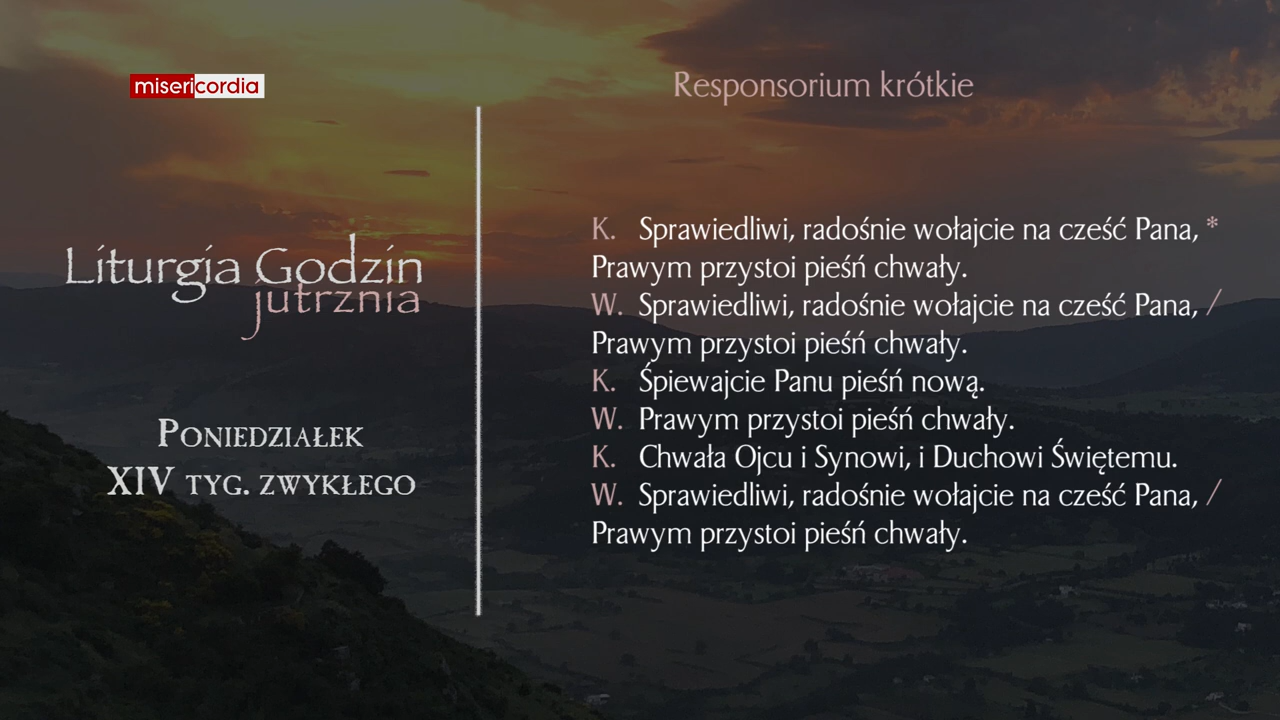 misericordia
Liturgia Godzin
jutrznia
Poniedziałek
XIV tyg. zwykłego
Responsorium krótkie
K. Sprawiedliwi, radośnie wołajcie na cześć Pana, *
Prawym przystoi pieśń chwały.
W. Sprawiedliwi, radośnie wołajcie na cześć Pana, /
Prawym przystoi pieśń chwały.
K. Śpiewajcie Panu pieśń nową.
W. Prawym przystoi pieśń chwały.
K. Chwała Ojcu i Synowi, i Duchowi Świętemu.
W. Sprawiedliwi, radośnie wołajcie na cześć Pana, /
Prawym przystoi pieśń chwały.